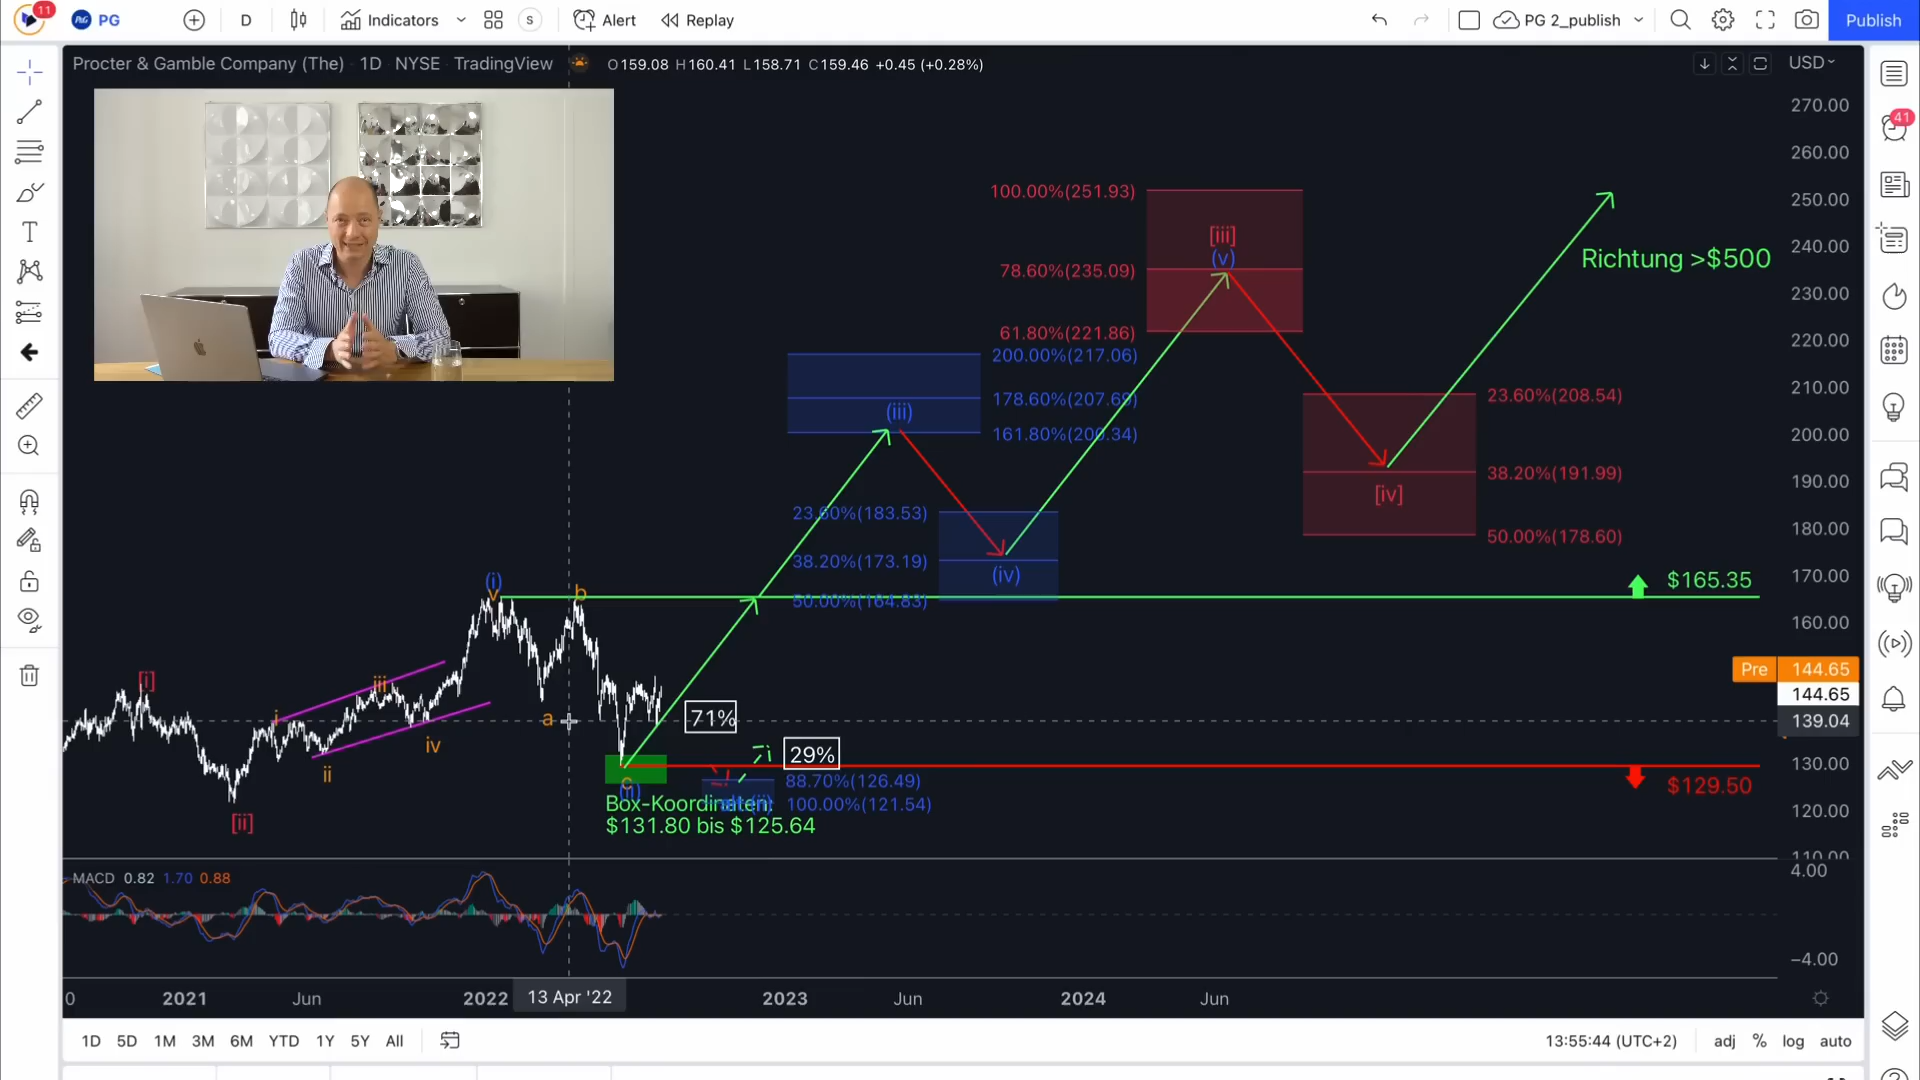 11
P&G
PG
D
Indicators
S
Alert
Replay
PG 2_publish
Publish
Procter & Gamble Company (The) 1D NYSE TradingView
O159.08 H160.41 L158.71 C159.46 +0.45 (+0.28%)
USD
41
270.00
260.00
250.00
240.00
230.00
220.00
210.00
200.00
190.00
180.00
170.00
160.00
Pre 144.65
144.65
139.04
130.00
120.00
110.00
100.00%(251.93)
78.60%(235.09)
61.80%(221.86)
[iii]
(v)
Richtung >$500
200.00%(217.06)
178.60%(207.69)
161.80%(200.34)
(iii)
23.60%(208.54)
38.20%(191.99)
50.00%(178.60)
[iv]
23.60%(183.53)
38.20%(173.19)
50.00%(164.83)
(iv)
$165.35
(i)
v
b
[i]
iii
i
a
iv
ii
[ii]
71%
29%
c
(ii)
88.70%(126.49)
100.00%(121.54)
alt.(ii)
$129.50
Box-Koordinaten:
$131.80 bis $125.64
MACD 0.82 1.70 0.88
4.00
−4.00
0
2021
Jun
2022
13 Apr '22
2023
Jun
2024
Jun
1D 5D 1M 3M 6M YTD 1Y 5Y All
13:55:44 (UTC+2)
adj % log auto